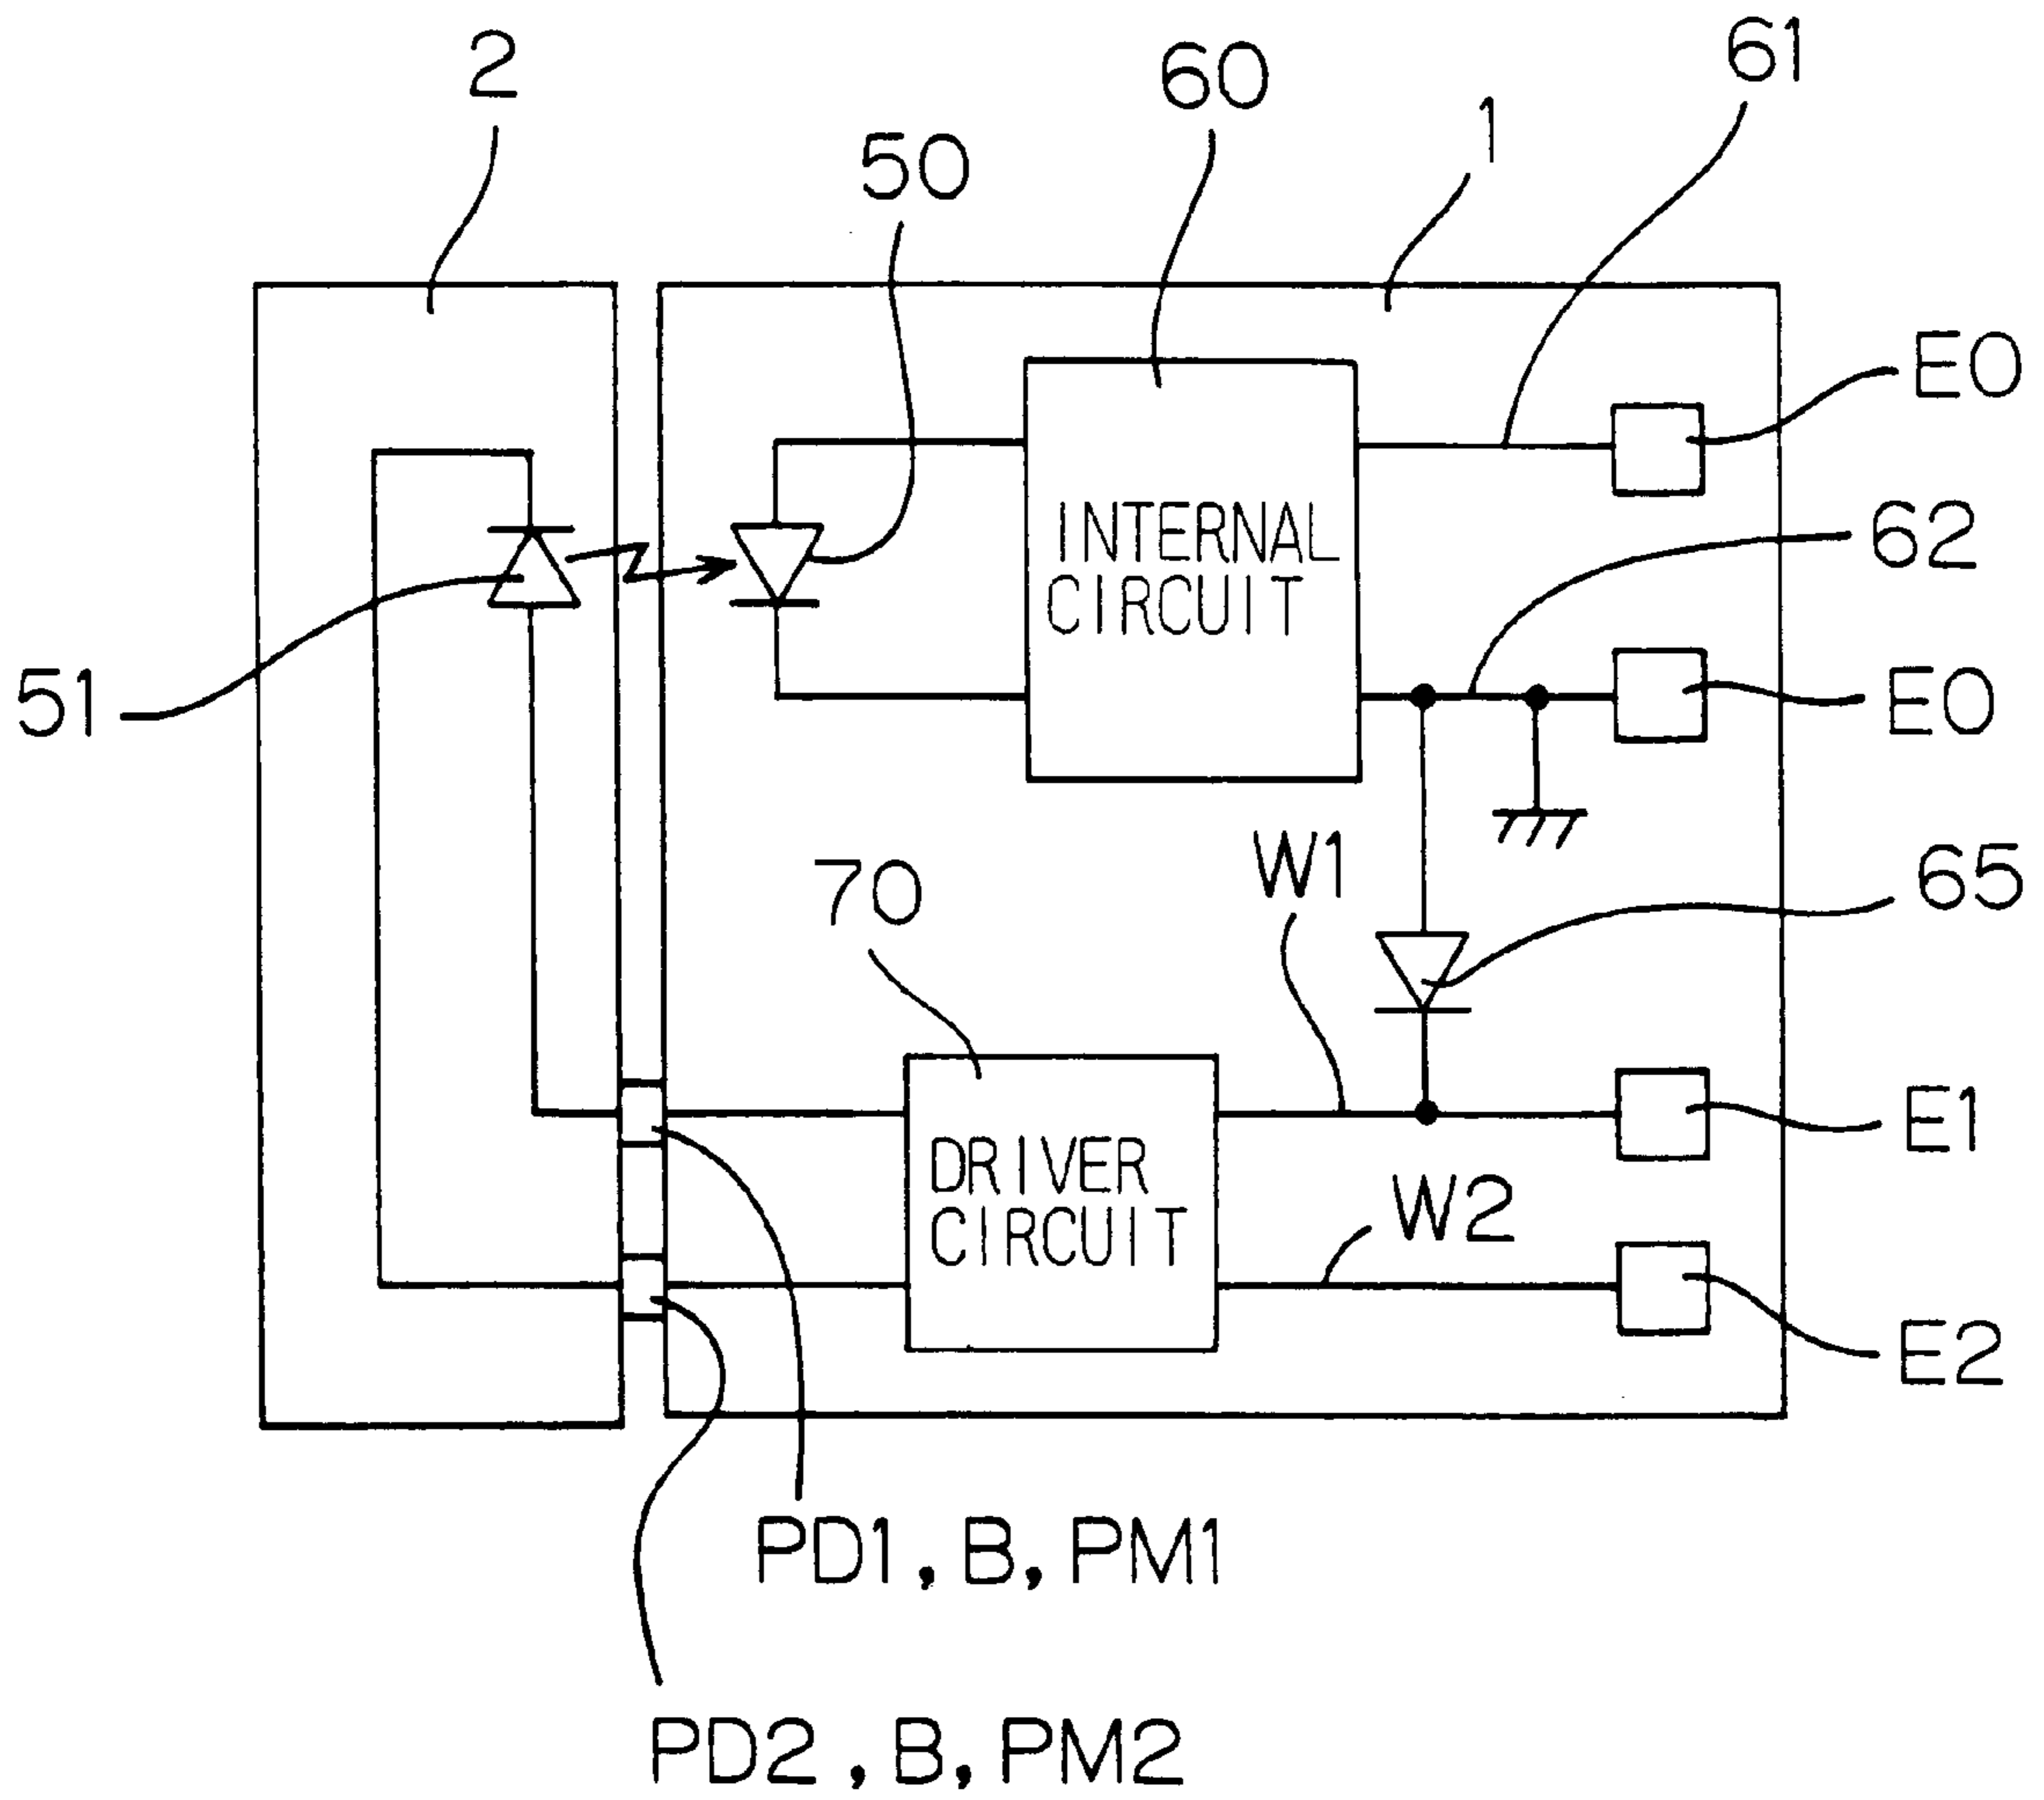 2
60
61
50
1
E0
INTERNAL
CIRCUIT
62
51
E0
70
W1
65
DRIVER
CIRCUIT
E1
W2
E2
PD1, B, PM1
PD2, B, PM2